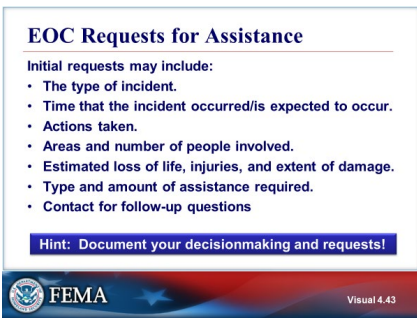 EOC Requests for Assistance
Initial requests may include:
• The type of incident.
• Time that the incident occurred/is expected to occur.
• Actions taken.
• Areas and number of people involved.
• Estimated loss of life, injuries, and extent of damage.
• Type and amount of assistance required.
• Contact for follow-up questions
Hint: Document your decisionmaking and requests!
FEMA
Visual 4.43